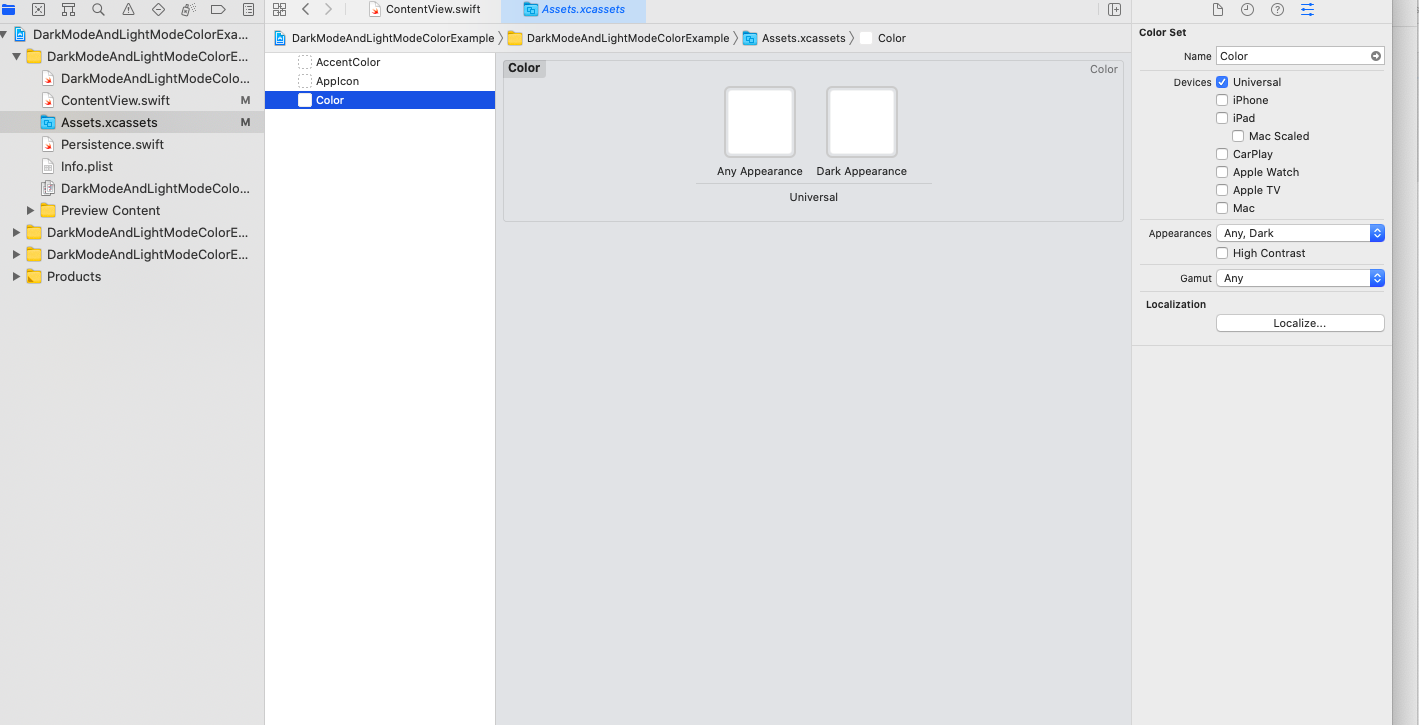 ContentView.swift
Assets.xcassets
DarkModeAndLightModeColorExa...
DarkModeAndLightModeColorE...
DarkModeAndLightModeColo...
ContentView.swift M
Assets.xcassets M
Persistence.swift
Info.plist
DarkModeAndLightModeColo...
Preview Content
DarkModeAndLightModeColorE...
DarkModeAndLightModeColorE...
Products
DarkModeAndLightModeColorExample DarkModeAndLightModeColorExample Assets.xcassets Color
AccentColor
AppIcon
Color
Color
Color
Any Appearance
Dark Appearance
Universal
Color Set
Name Color
Devices Universal
iPhone
iPad
Mac Scaled
CarPlay
Apple Watch
Apple TV
Mac
Appearances Any, Dark
High Contrast
Gamut Any
Localization
Localize...